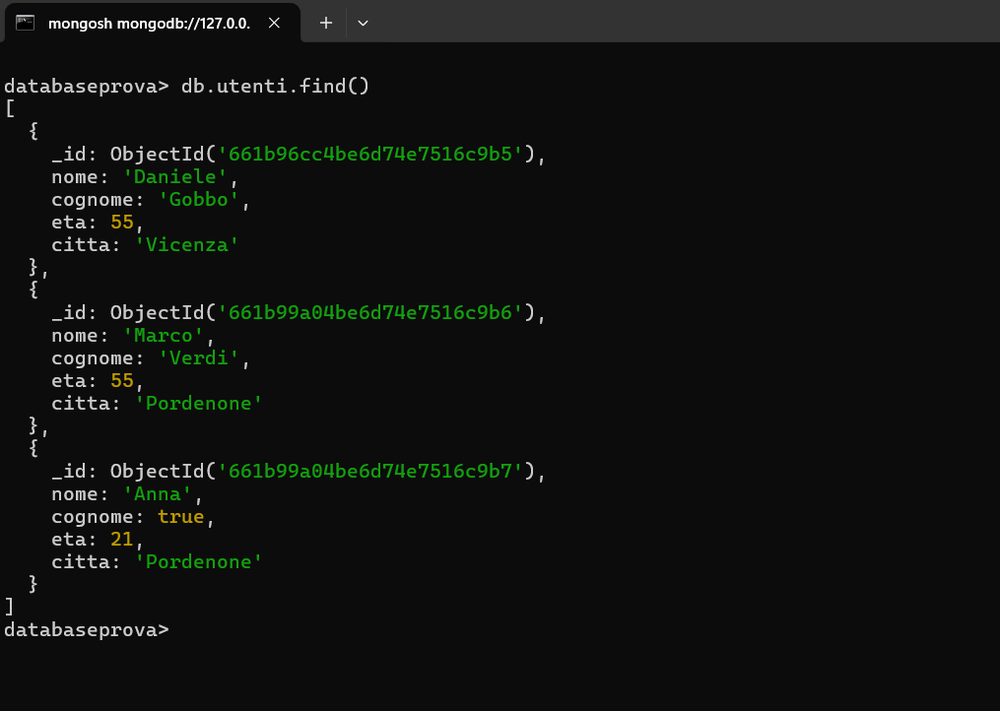 mongosh mongodb://127.0.0.
databaseprova> db.utenti.find()
[
  {
    _id: ObjectId('661b96cc4be6d74e7516c9b5'),
    nome: 'Daniele',
    cognome: 'Gobbo',
    eta: 55,
    citta: 'Vicenza'
  },
  {
    _id: ObjectId('661b99a04be6d74e7516c9b6'),
    nome: 'Marco',
    cognome: 'Verdi',
    eta: 55,
    citta: 'Pordenone'
  },
  {
    _id: ObjectId('661b99a04be6d74e7516c9b7'),
    nome: 'Anna',
    cognome: true,
    eta: 21,
    citta: 'Pordenone'
  }
]
databaseprova>